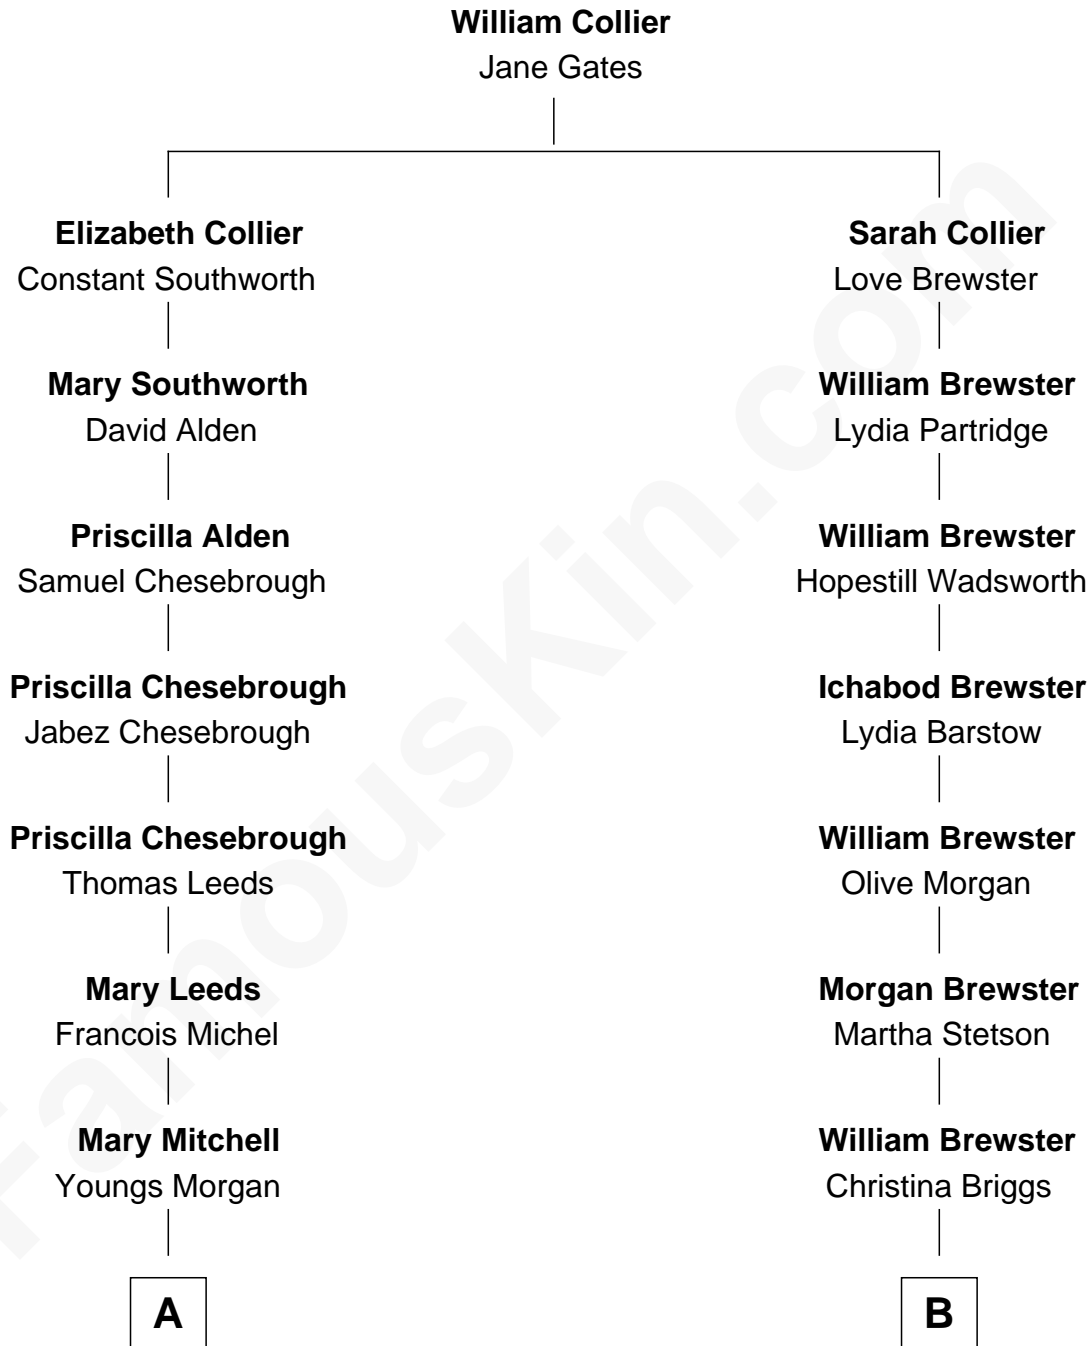 William Collier
Jane Gates
Elizabeth Collier
Constant Southworth
Sarah Collier
Love Brewster
Mary Southworth
David Alden
William Brewster
Lydia Partridge
Priscilla Alden
Samuel Chesebrough
William Brewster
Hopestill Wadsworth
Priscilla Chesebrough
Jabez Chesebrough
Ichabod Brewster
Lydia Barstow
Priscilla Chesebrough
Thomas Leeds
William Brewster
Olive Morgan
Mary Leeds
Francois Michel
Morgan Brewster
Martha Stetson
Mary Mitchell
Youngs Morgan
William Brewster
Christina Briggs
A
B
FamousKin.com